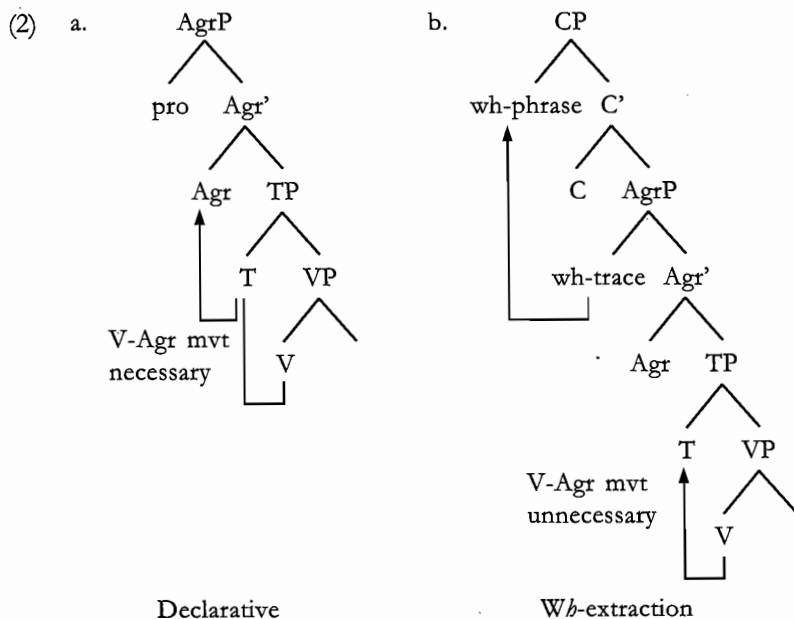 (2) a. AgrP b. CP
pro Agr' wh-phrase C'
Agr TP C AgrP
T VP wh-trace Agr'
V-Agr mvt
necessary
V Agr TP
T VP
V-Agr mvt
unnecessary
V
Declarative Wh-extraction